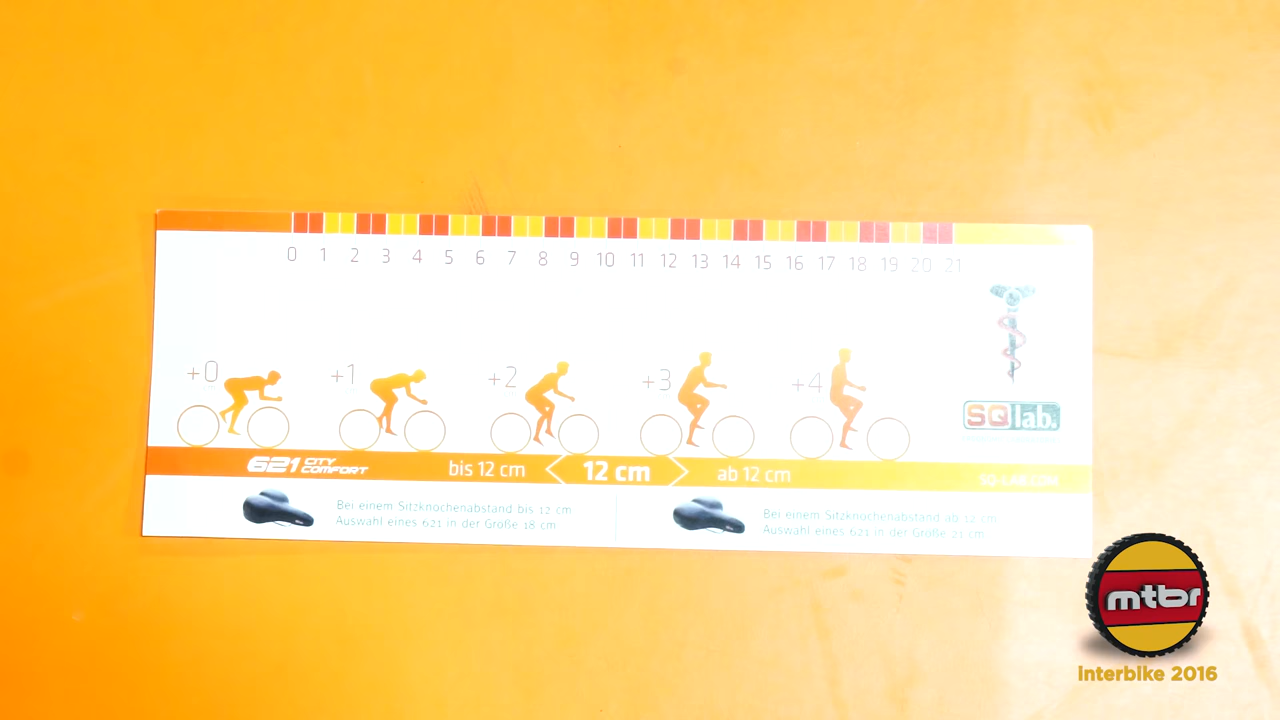 0 1 2 3 4 5 6 7 8 9 10 11 12 13 14 15 16 17 18 19 20 21
+0 +1 +2 +3 +4
SQlab.
621 CITY COMFORT bis 12 cm 12 cm ab 12 cm SQ-LAB.COM
Bei einem Sitzknochenabstand bis 12 cm
Auswahl eines 621 in der Größe 18 cm
Bei einem Sitzknochenabstand ab 12 cm
Auswahl eines 621 in der Größe 21 cm
mtbr
interbike 2016